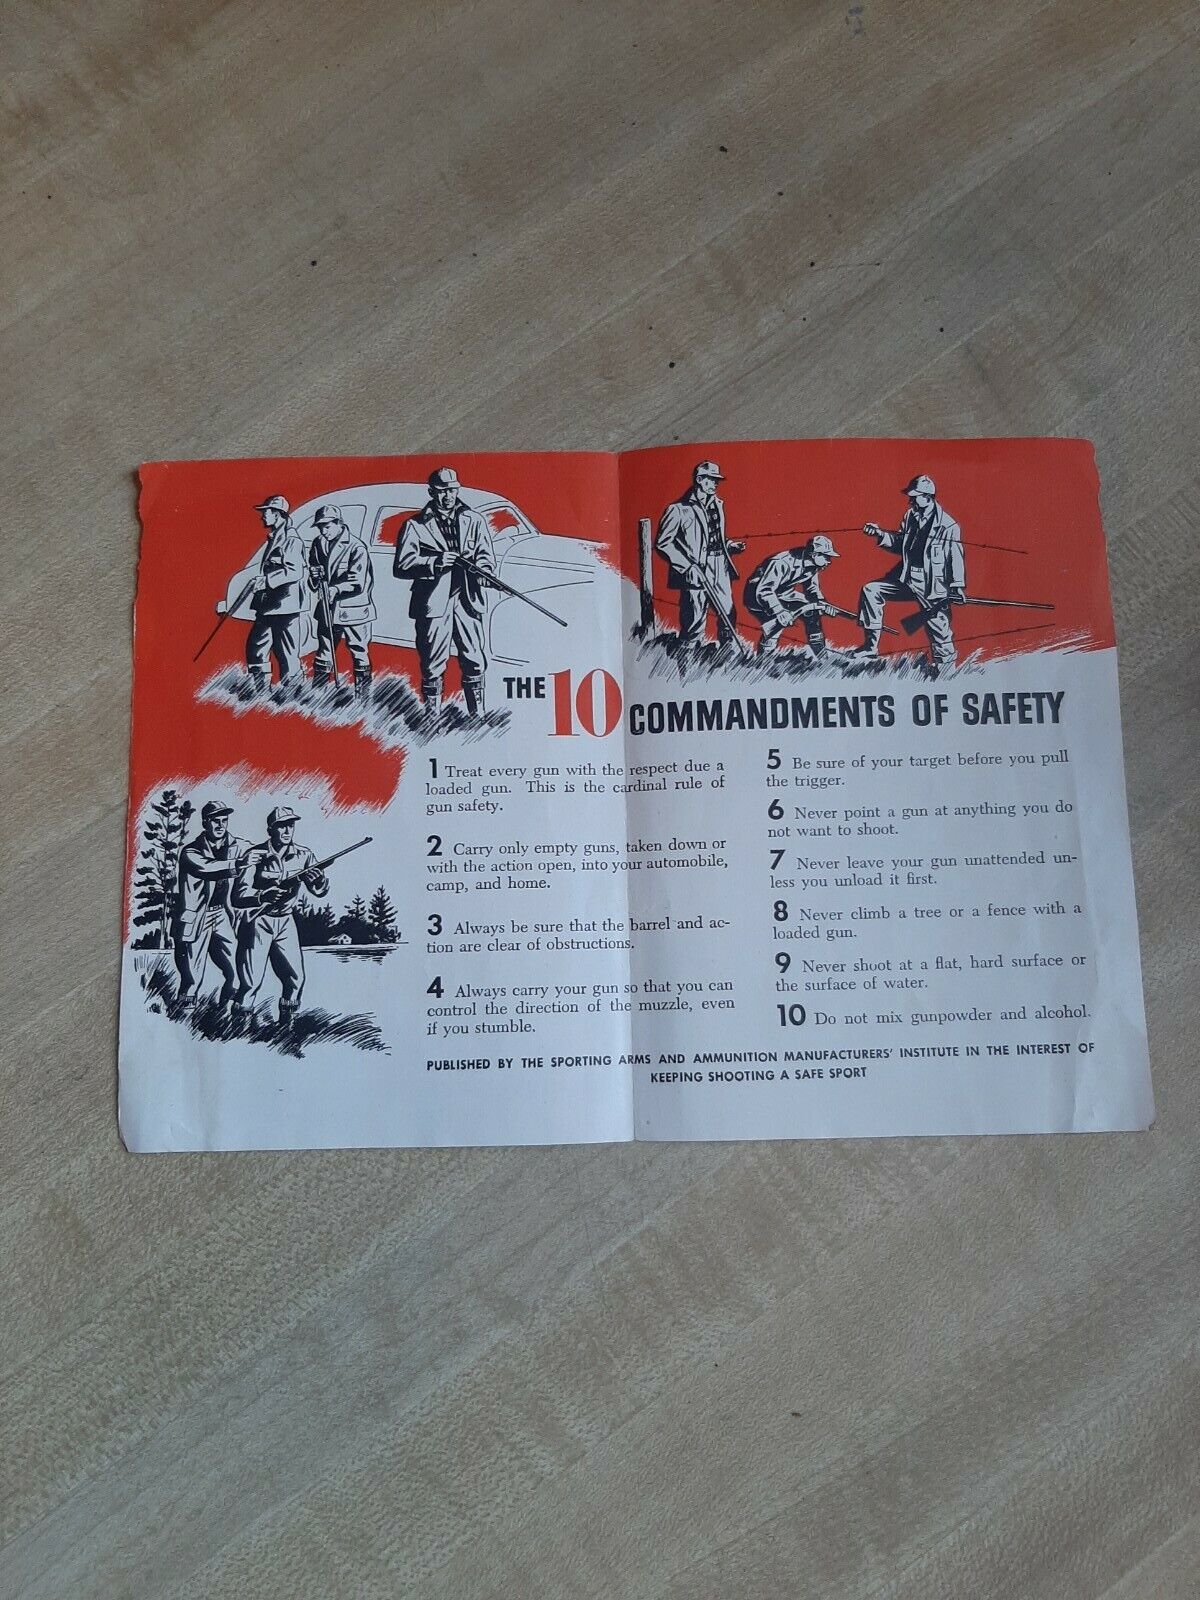 THE 10 COMMANDMENTS OF SAFETY
1 Treat every gun with the respect due a
loaded gun. This is the cardinal rule of
gun safety.
2 Carry only empty guns, taken down or
with the action open, into your automobile,
camp, and home.
3 Always be sure that the barrel and ac-
tion are clear of obstructions.
4 Always carry your gun so that you can
control the direction of the muzzle, even
if you stumble.
5 Be sure of your target before you pull
the trigger.
6 Never point a gun at anything you do
not want to shoot.
7 Never leave your gun unattended un-
less you unload it first.
8 Never climb a tree or a fence with a
loaded gun.
9 Never shoot at a flat, hard surface or
the surface of water.
10 Do not mix gunpowder and alcohol.
PUBLISHED BY THE SPORTING ARMS AND AMMUNITION MANUFACTURERS' INSTITUTE IN THE INTEREST OF
KEEPING SHOOTING A SAFE SPORT